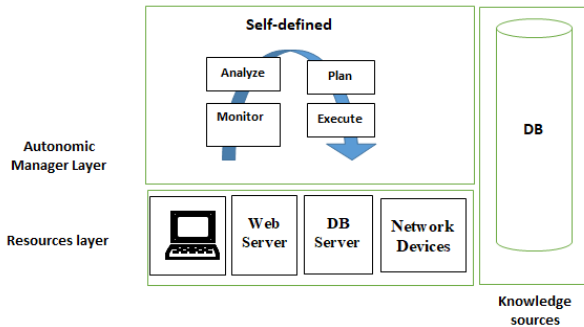 Self-defined
Analyze
Plan
Monitor
Execute
DB
Autonomic
Manager Layer
Resources layer
Web
Server
DB
Server
Network
Devices
Knowledge
sources